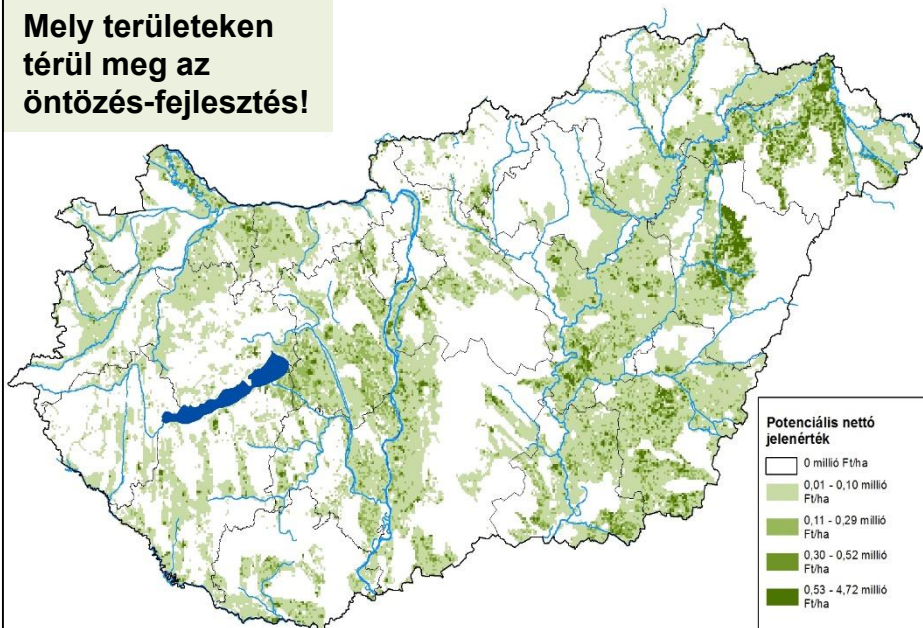 Mely területeken
térül meg az
öntözés-fejlesztés!
Potenciális nettó
jelenérték
0 millió Ft/ha
0,01 - 0,10 millió
Ft/ha
0,11 - 0,29 millió
Ft/ha
0,30 - 0,52 millió
Ft/ha
0,53 - 4,72 millió
Ft/ha